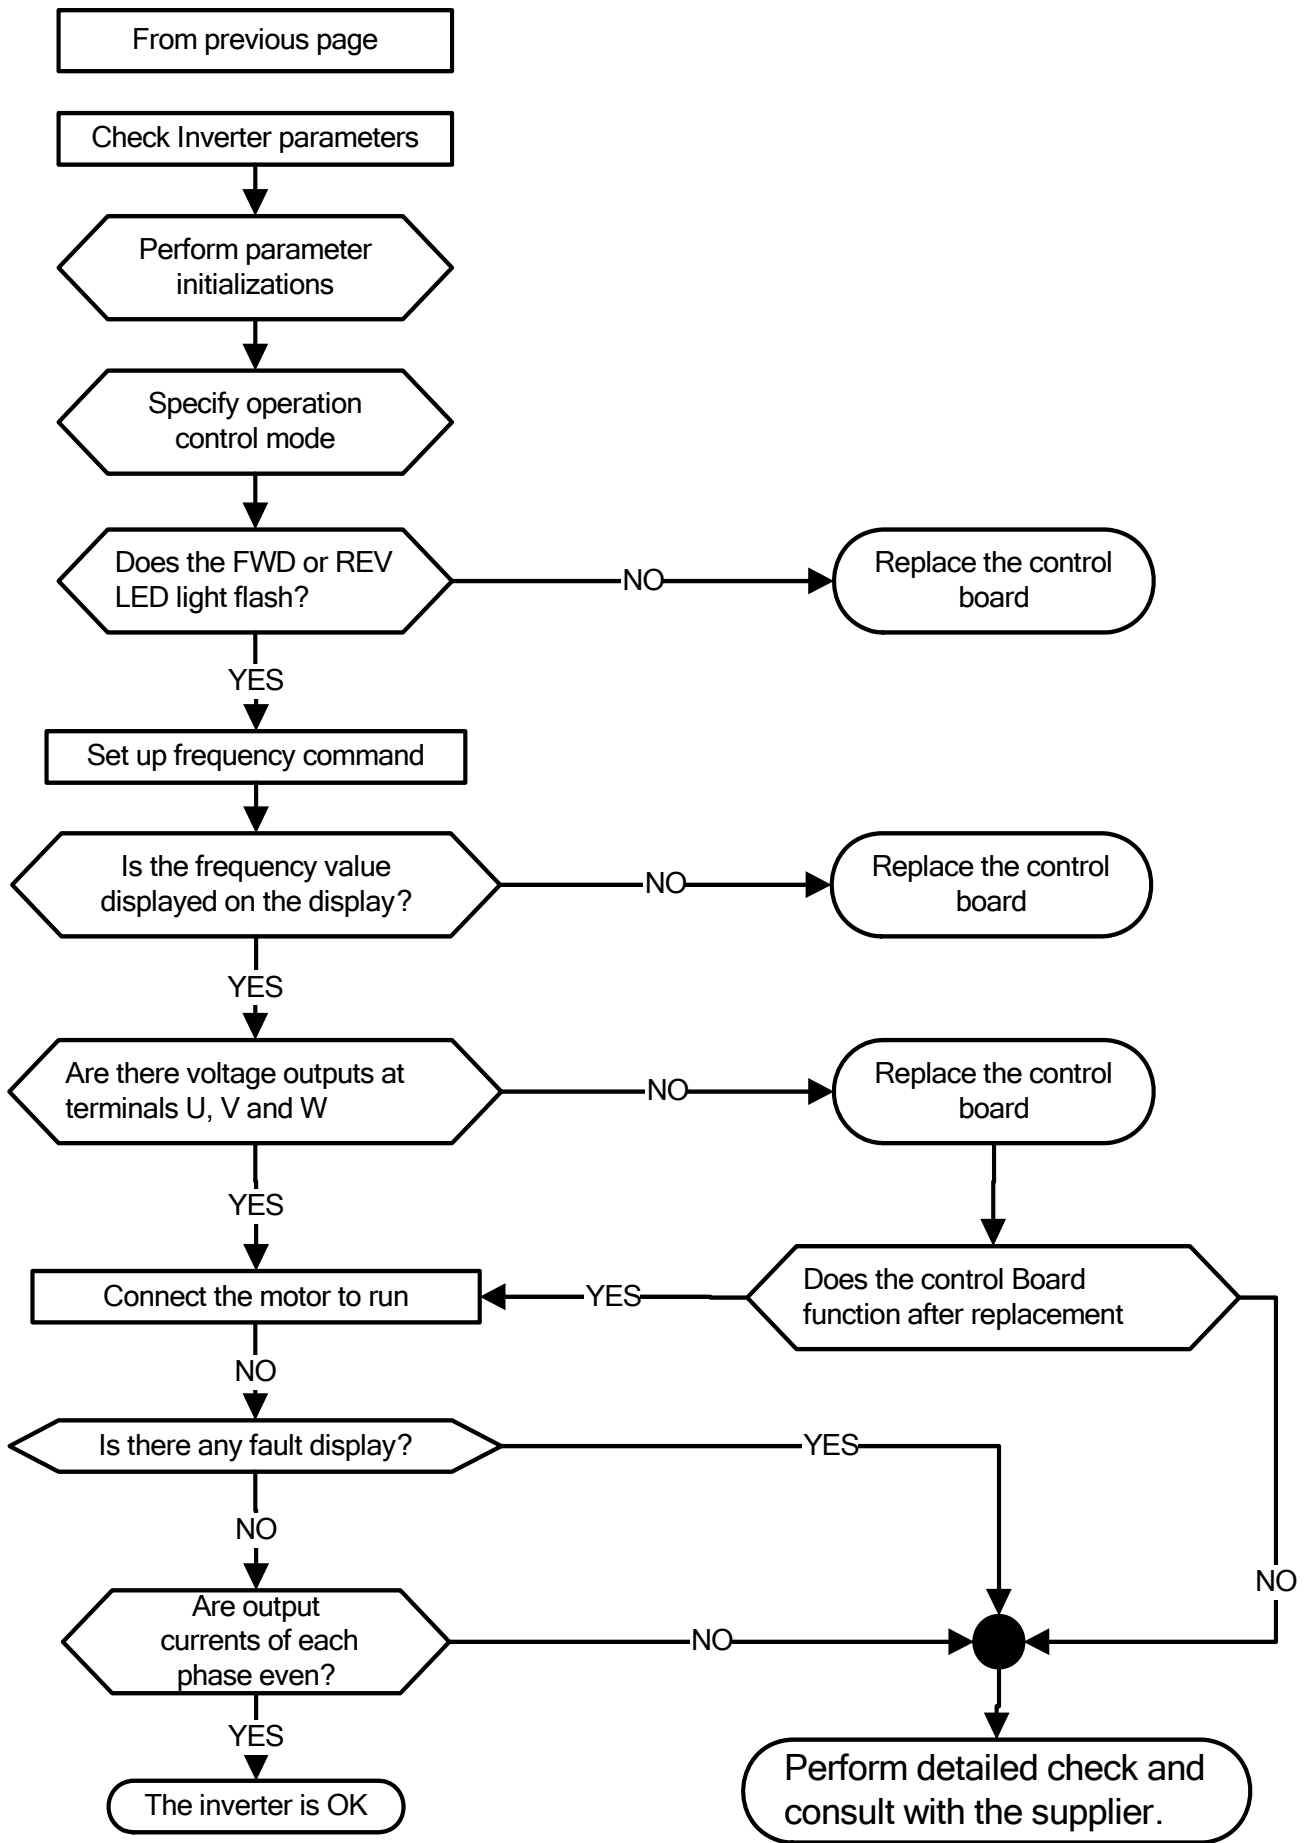 From previous page
Check Inverter parameters
Perform parameter
initializations
Specify operation
control mode
Does the FWD or REV
LED light flash?
NO
Replace the control
board
YES
Set up frequency command
Is the frequency value
displayed on the display?
NO
Replace the control
board
YES
Are there voltage outputs at
terminals U, V and W
NO
Replace the control
board
YES
Connect the motor to run
YES
Does the control Board
function after replacement
NO
Is there any fault display?
YES
NO
NO
Are output
currents of each
phase even?
NO
YES
The inverter is OK
Perform detailed check and
consult with the supplier.